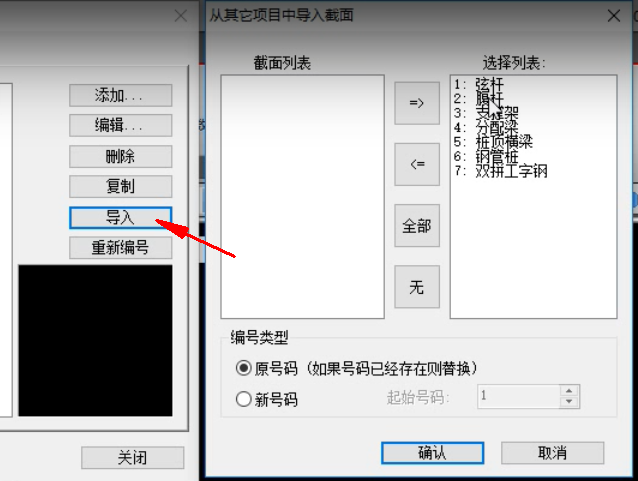 从其它项目中导入截面
添加...
编辑...
删除
复制
导入
重新编号
关闭
截面列表
=>
<=
全部
无
选择列表:
1: 弦杆
2: 腹杆
3: 支撑架
4: 分配梁
5: 桩顶横梁
6: 钢管桩
7: 双拼工字钢
编号类型
原号码 (如果号码已经存在则替换)
新号码
起始号码:
1
确认
取消